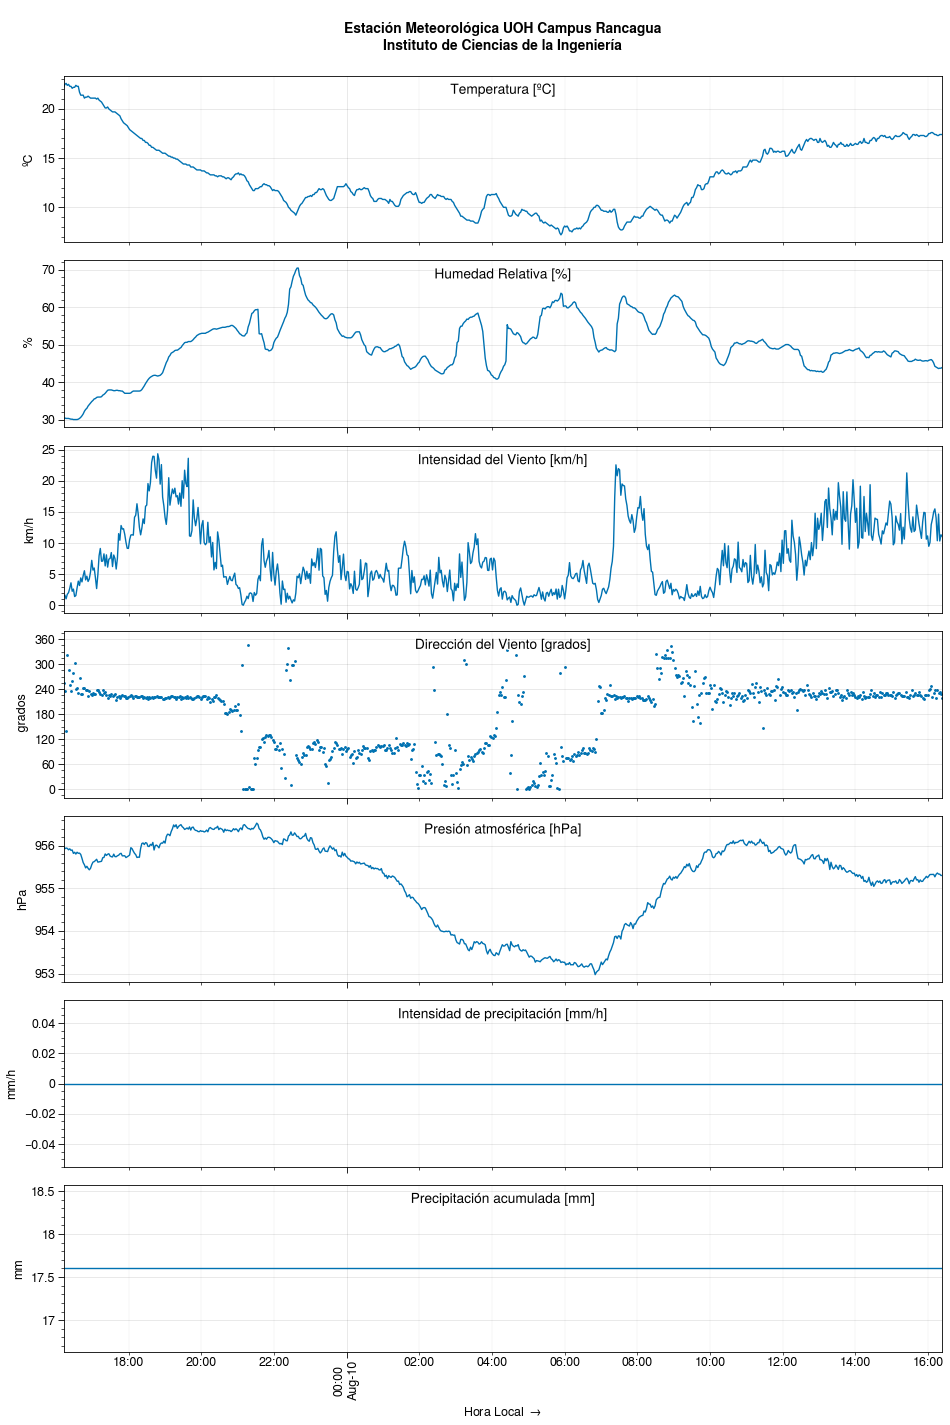 Estación Meteorológica UOH Campus Rancagua
Instituto de Ciencias de la Ingeniería
Temperatura [ºC]
ºC
20
15
10
Humedad Relativa [%]
%
70
60
50
40
30
Intensidad del Viento [km/h]
km/h
25
20
15
10
5
0
Dirección del Viento [grados]
grados
360
300
240
180
120
60
0
Presión atmosférica [hPa]
hPa
956
955
954
953
Intensidad de precipitación [mm/h]
mm/h
0.04
0.02
0
−0.02
−0.04
Precipitación acumulada [mm]
mm
18.5
18
17.5
17
18:00 20:00 22:00 00:00 02:00 04:00 06:00 08:00 10:00 12:00 14:00 16:00
Aug-10
Hora Local →